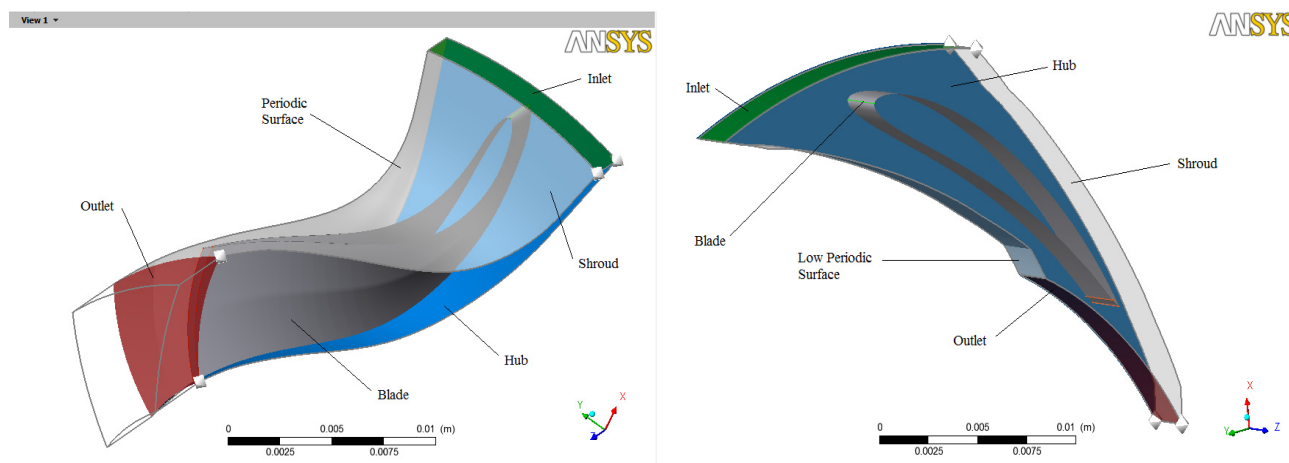 View 1
ANSYS
Inlet
Periodic
Surface
Outlet
Shroud
Hub
Blade
Y
X
Z
0
0.005
0.01 (m)
0.0025
0.0075
ANSYS
Hub
Inlet
Shroud
Blade
Low Periodic
Surface
Outlet
X
Y
Z
0
0.005
0.01 (m)
0.0025
0.0075